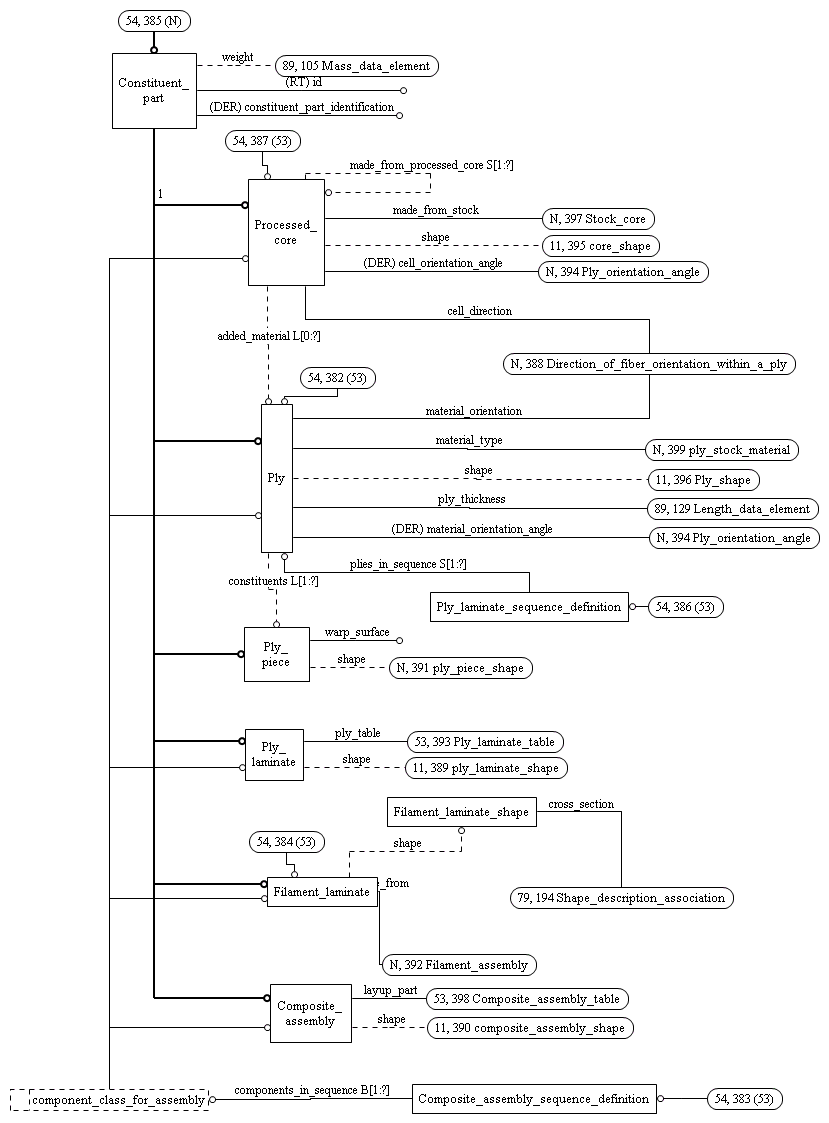 54, 385 (N)
weight
89, 105 Mass_data_element
Constituent_
part
(RT) id
(DER) constituent_part_identification
54, 387 (53)
made_from_processed_core S[1:?]
1
made_from_stock
N, 397 Stock_core
Processed_
core
shape
11, 395 core_shape
(DER) cell_orientation_angle
N, 394 Ply_orientation_angle
cell_direction
added_material L[0:?]
N, 388 Direction_of_fiber_orientation_within_a_ply
54, 382 (53)
material_orientation
material_type
N, 399 ply_stock_material
Ply
shape
11, 396 Ply_shape
ply_thickness
89, 129 Length_data_element
(DER) material_orientation_angle
N, 394 Ply_orientation_angle
plies_in_sequence S[1:?]
constituents L[1:?]
Ply_laminate_sequence_definition
54, 386 (53)
Ply_
piece
warp_surface
shape
N, 391 ply_piece_shape
ply_table
53, 393 Ply_laminate_table
Ply_
laminate
shape
11, 389 ply_laminate_shape
Filament_laminate_shape
cross_section
54, 384 (53)
shape
Filament_laminate
_from
79, 194 Shape_description_association
N, 392 Filament_assembly
layup_part
53, 398 Composite_assembly_table
Composite_
assembly
shape
11, 390 composite_assembly_shape
component_class_for_assembly
components_in_sequence B[1:?]
Composite_assembly_sequence_definition
54, 383 (53)